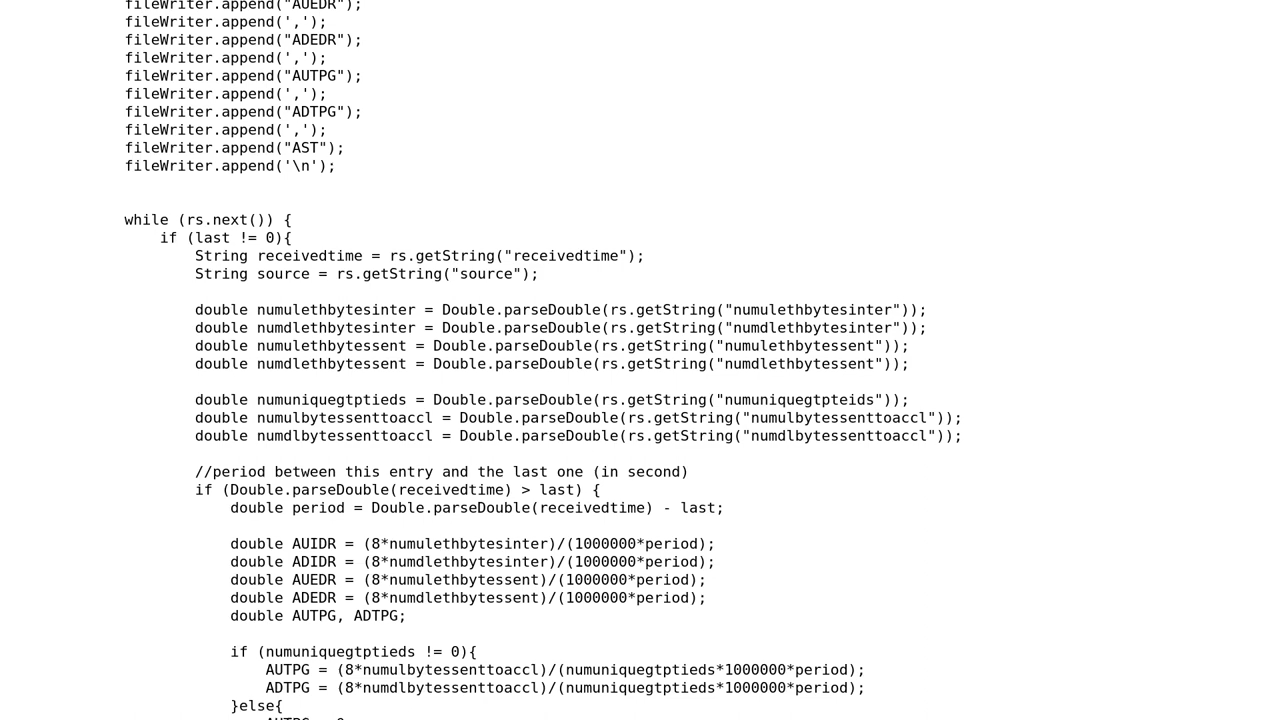 fileWriter.append("AUEDR");
fileWriter.append(',');
fileWriter.append("ADEDR");
fileWriter.append(',');
fileWriter.append("AUTPG");
fileWriter.append(',');
fileWriter.append("ADTPG");
fileWriter.append(',');
fileWriter.append("AST");
fileWriter.append('\n');
while (rs.next()) {
if (last != 0){
String receivedtime = rs.getString("receivedtime");
String source = rs.getString("source");
double numulethbytesinter = Double.parseDouble(rs.getString("numulethbytesinter"));
double numdlethbytesinter = Double.parseDouble(rs.getString("numdlethbytesinter"));
double numulethbytessent = Double.parseDouble(rs.getString("numulethbytessent"));
double numdlethbytessent = Double.parseDouble(rs.getString("numdlethbytessent"));
double numuniquegtptieds = Double.parseDouble(rs.getString("numuniquegtpteids"));
double numulbytessenttoaccl = Double.parseDouble(rs.getString("numulbytessenttoaccl"));
double numdlbytessenttoaccl = Double.parseDouble(rs.getString("numdlbytessenttoaccl"));
//period between this entry and the last one (in second)
if (Double.parseDouble(receivedtime) > last) {
double period = Double.parseDouble(receivedtime) - last;
double AUIDR = (8*numulethbytesinter)/(1000000*period);
double ADIDR = (8*numdlethbytesinter)/(1000000*period);
double AUEDR = (8*numulethbytessent)/(1000000*period);
double ADEDR = (8*numdlethbytessent)/(1000000*period);
double AUTPG, ADTPG;
if (numuniquegtptieds != 0){
AUTPG = (8*numulbytessenttoaccl)/(numuniquegtptieds*1000000*period);
ADTPG = (8*numdlbytessenttoaccl)/(numuniquegtptieds*1000000*period);
}else{